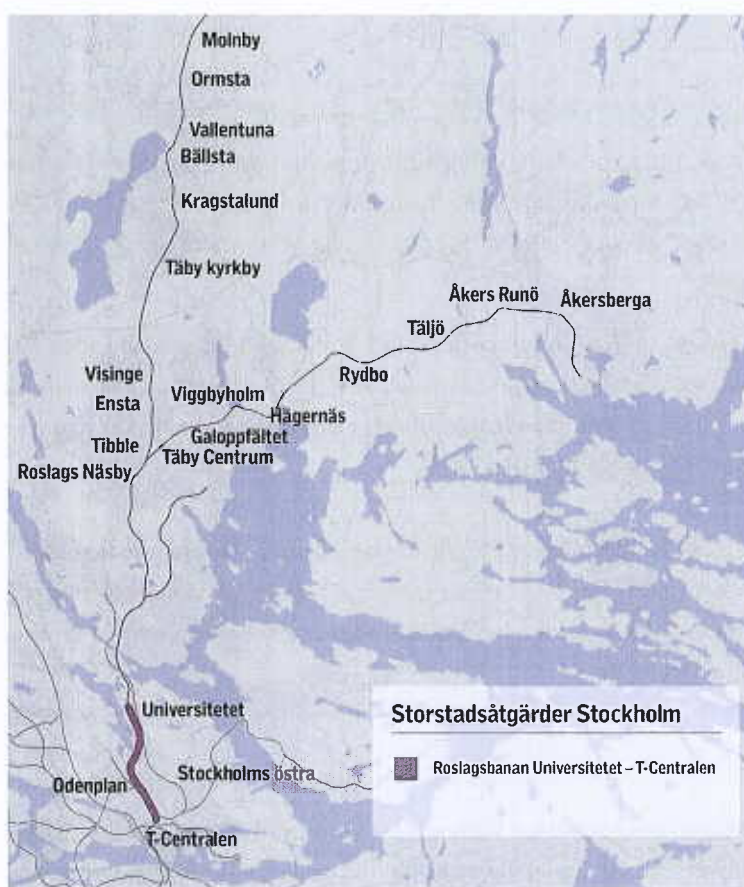 Molnby
Ormsta
Vallentuna
Bällsta
Kragstalund
Täby kyrkby
Åkers Runö
Åkersberga
Täljö
Rydbo
Visinge
Ensta
Viggbyholm
Hägernäs
Galoppfältet
Tibble
Täby Centrum
Roslags Näsby
Universitetet
Stockholms östra
Odenplan
T-Centralen
Storstadsåtgärder Stockholm
Roslagsbanan Universitetet – T-Centralen